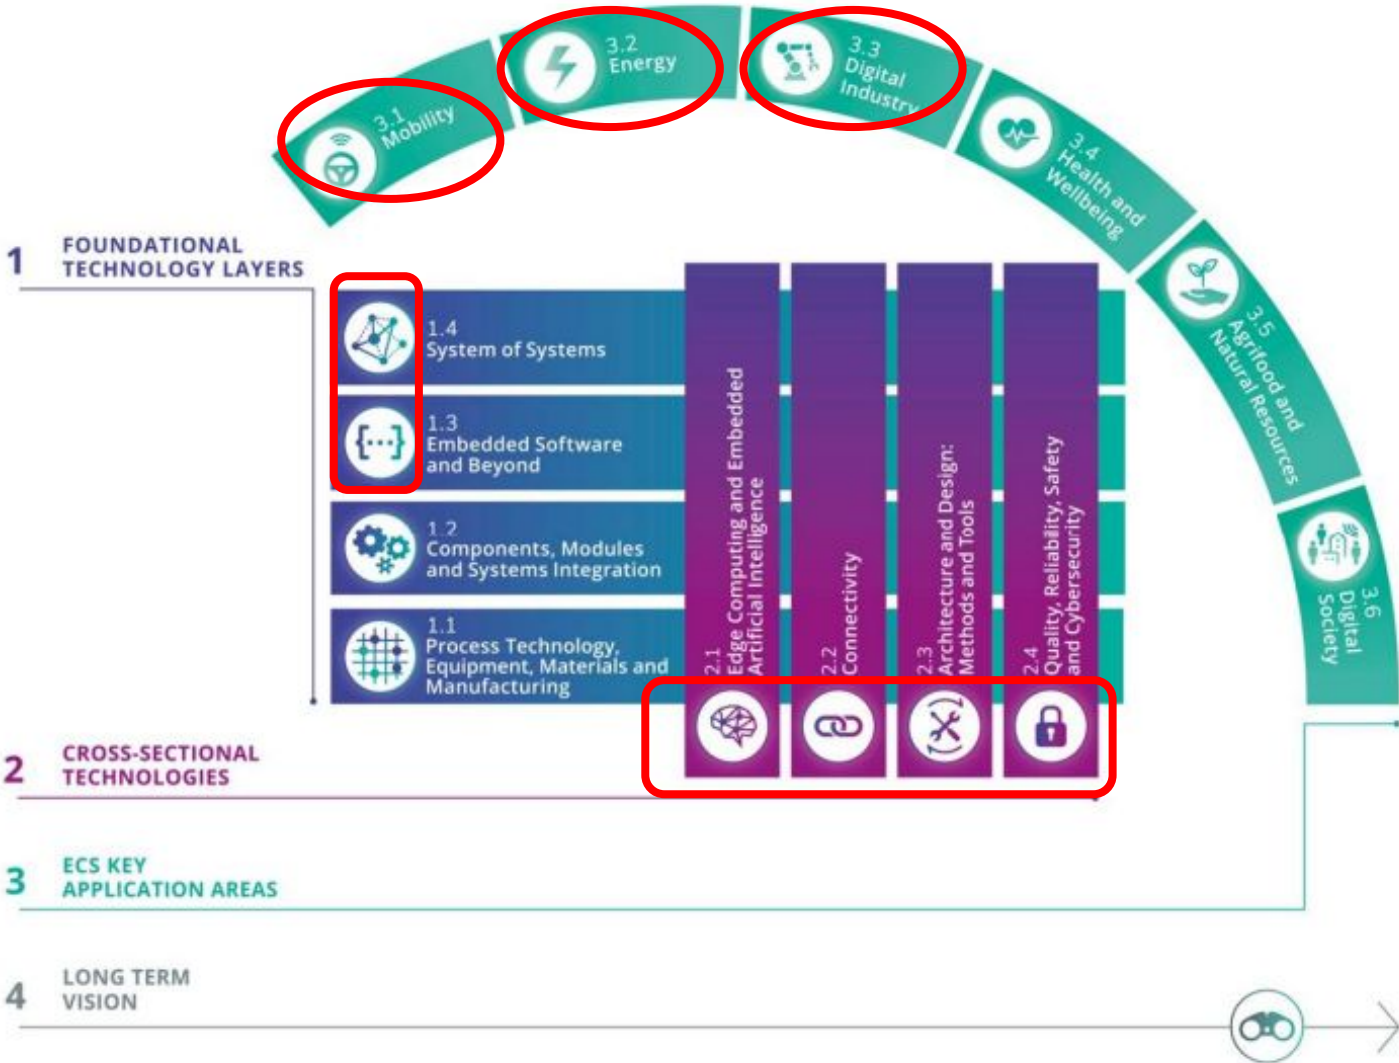 3.1
Mobility
3.2
Energy
3.3
Digital
Industry
3.4
Health and
Wellbeing
3.5
Agrifood and
Natural Resources
3.6
Digital
Society
1
FOUNDATIONAL
TECHNOLOGY LAYERS
1.4
System of Systems
1.3
Embedded Software
and Beyond
1.2
Components, Modules
and Systems Integration
1.1
Process Technology,
Equipment, Materials and
Manufacturing
2.1
Edge Computing and Embedded
Artificial Intelligence
2.2
Connectivity
2.3
Architecture and Design:
Methods and Tools
2.4
Quality, Reliability, Safety
and Cybersecurity
2
CROSS-SECTIONAL
TECHNOLOGIES
3
ECS KEY
APPLICATION AREAS
4
LONG TERM
VISION